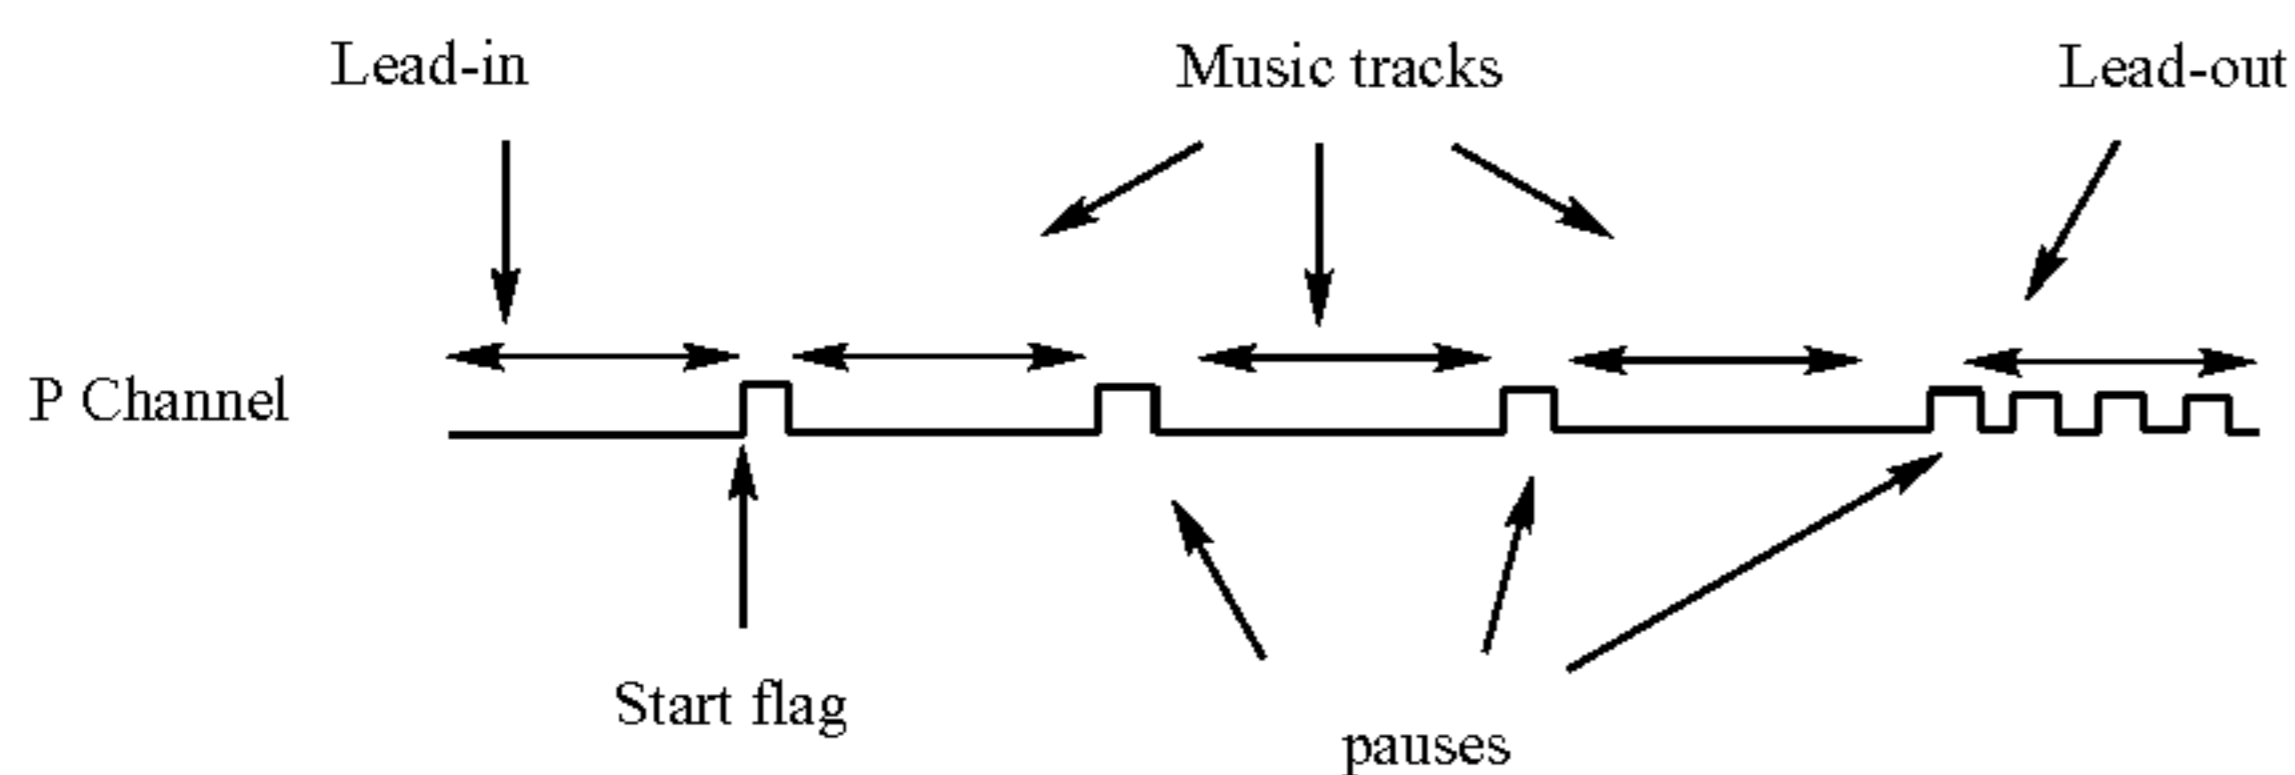 Lead-in
Music tracks
Lead-out
P Channel
Start flag
pauses